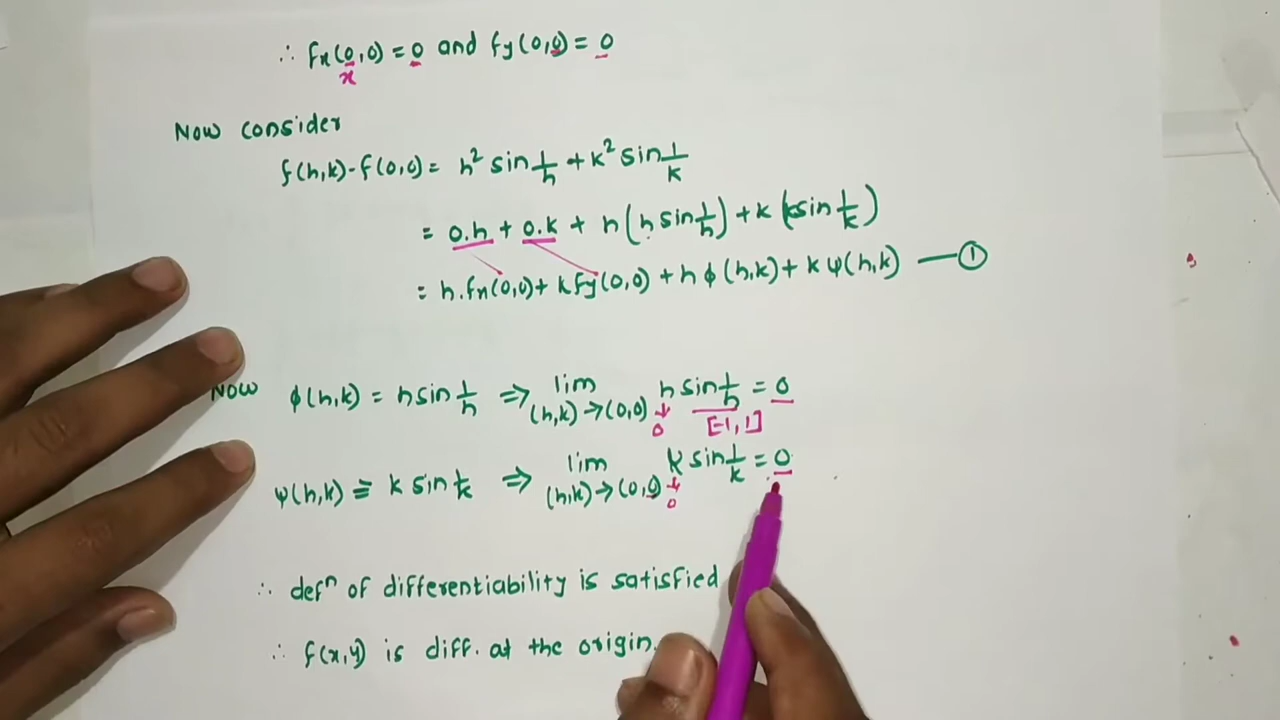 ∴ fx(0,0) = 0 and fy(0,0) = 0
x
Now consider
f(h,k)-f(0,0) = h² sin 1/h + k² sin 1/k
= 0.h + 0.k + h(h sin 1/h) + k(k sin 1/k)
= h.fx(0,0) + k fy(0,0) + h φ(h,k) + k ψ(h,k) — ①
Now φ(h,k) = h sin 1/h ⇒ lim (h,k)→(0,0) h sin 1/h = 0
0 [-1, 1]
ψ(h,k) = k sin 1/k ⇒ lim (h,k)→(0,0) k sin 1/k = 0
0
∴ defⁿ of differentiability is satisfied
∴ f(x,y) is diff. at the origin.